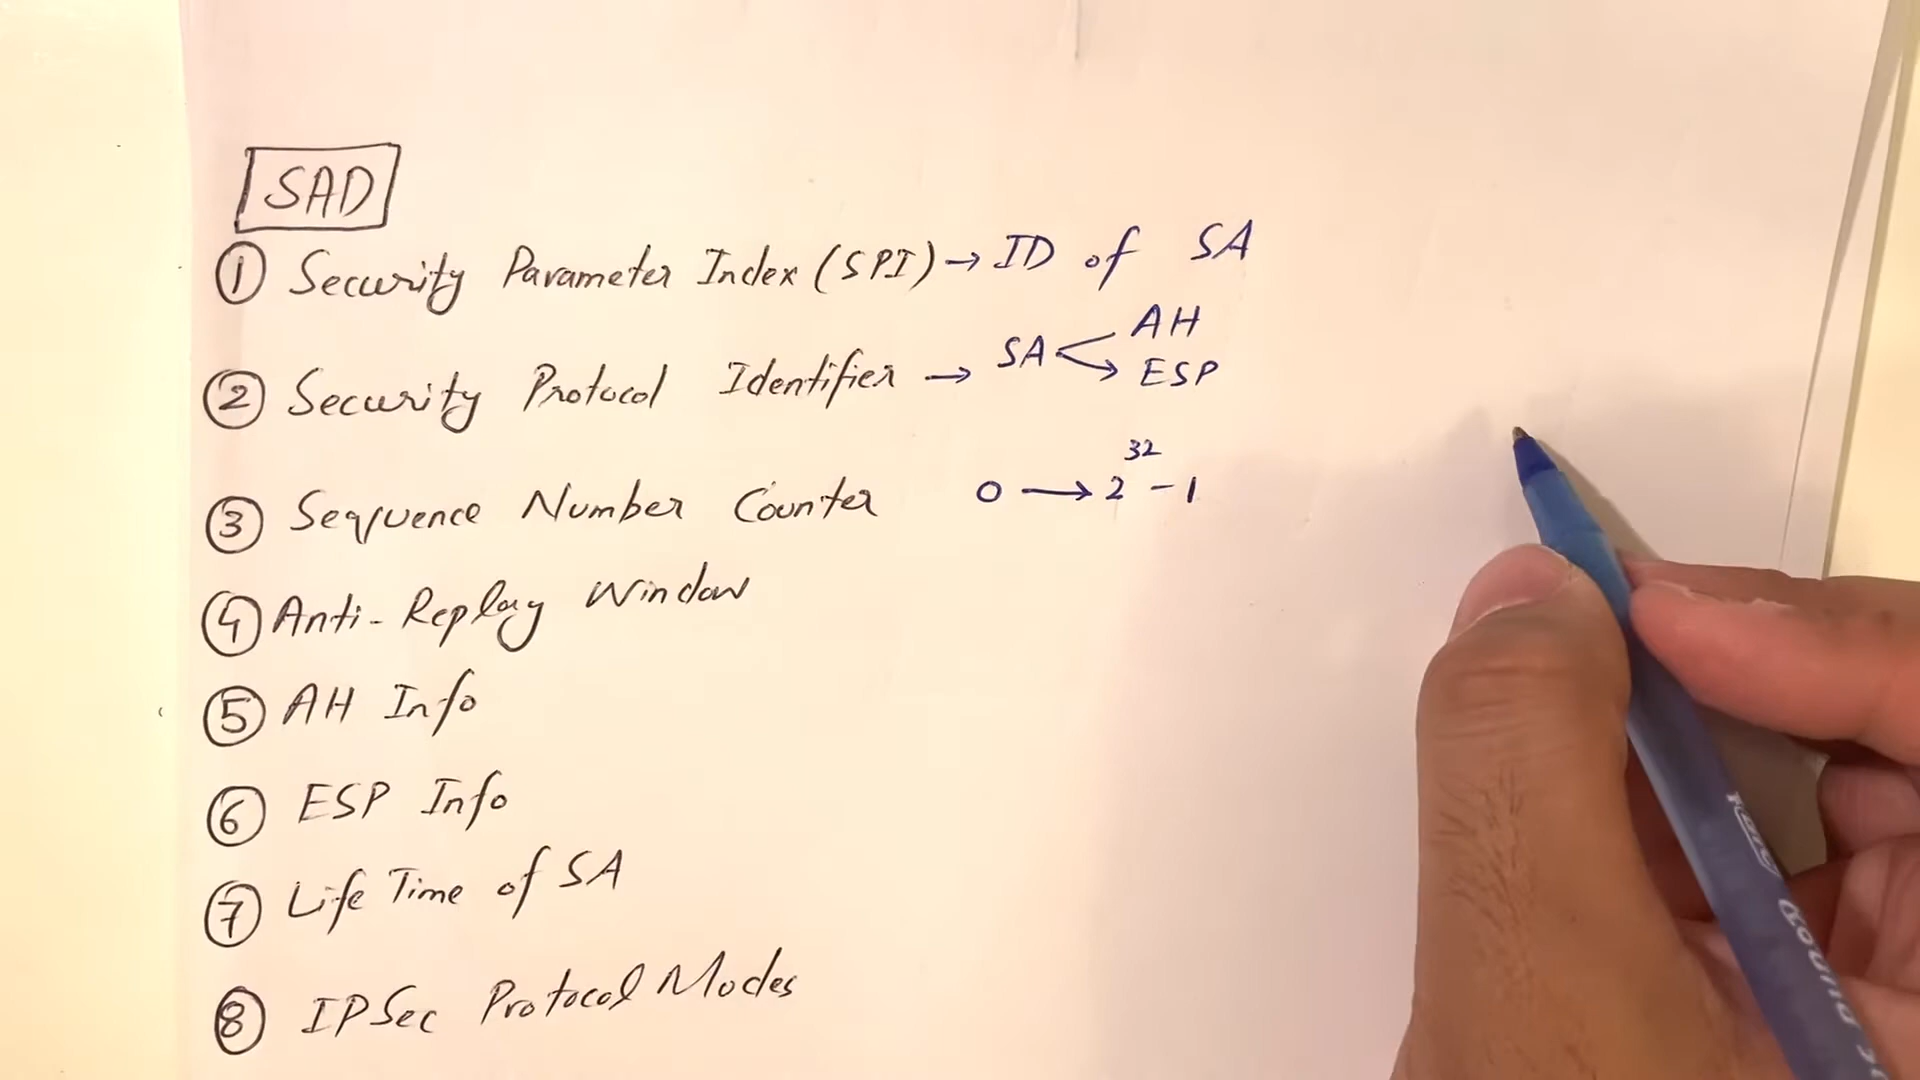 SAD
① Security Parameter Index (SPI) → ID of SA
② Security Protocol Identifier → SA AH
ESP
③ Sequence Number Counter 0 → 2³² - 1
④ Anti-Replay Window
⑤ AH Info
⑥ ESP Info
⑦ Life Time of SA
⑧ IPSec Protocol Modes